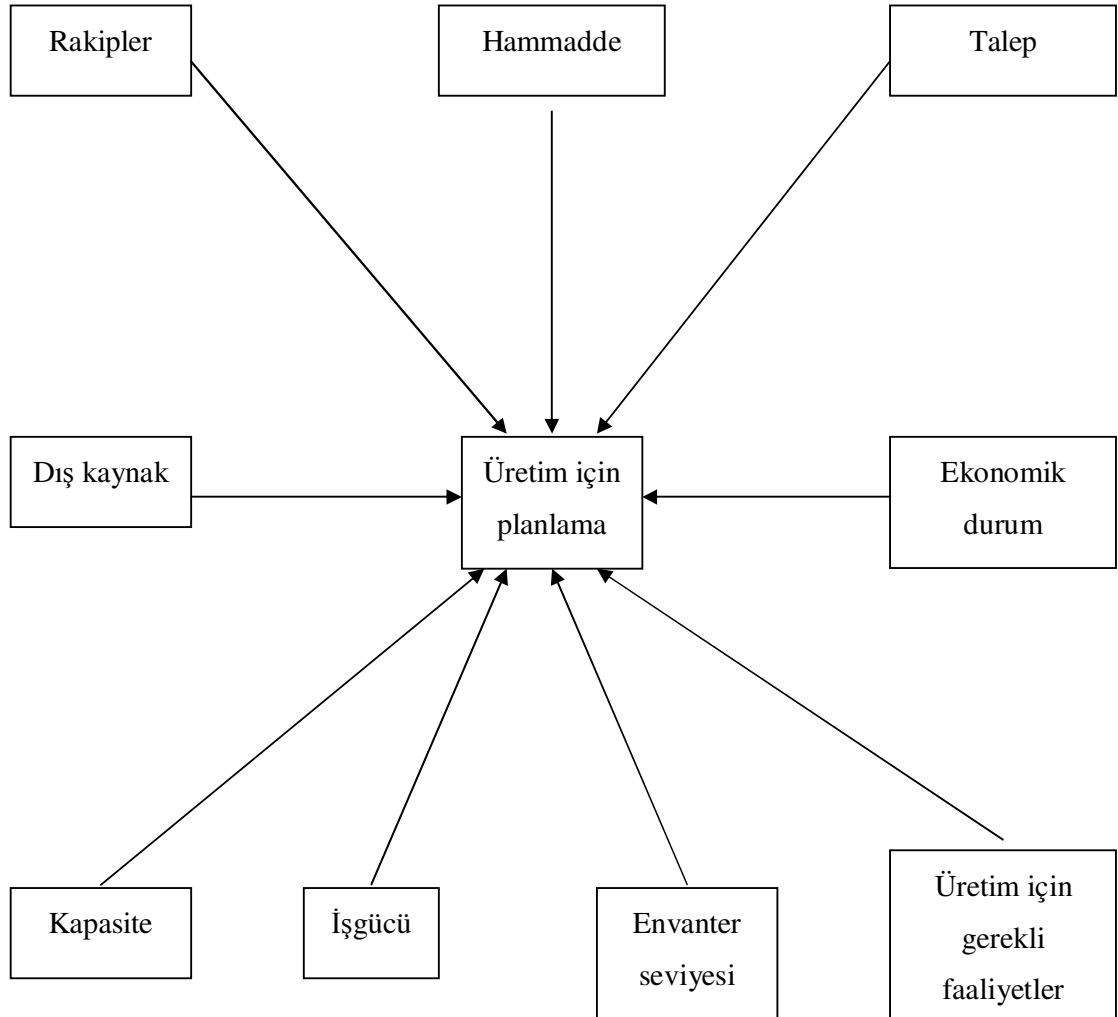 Rakipler
Hammadde
Talep
Dış kaynak
Üretim için
planlama
Ekonomik
durum
Kapasite
İşgücü
Envanter
seviyesi
Üretim için
gerekli
faaliyetler